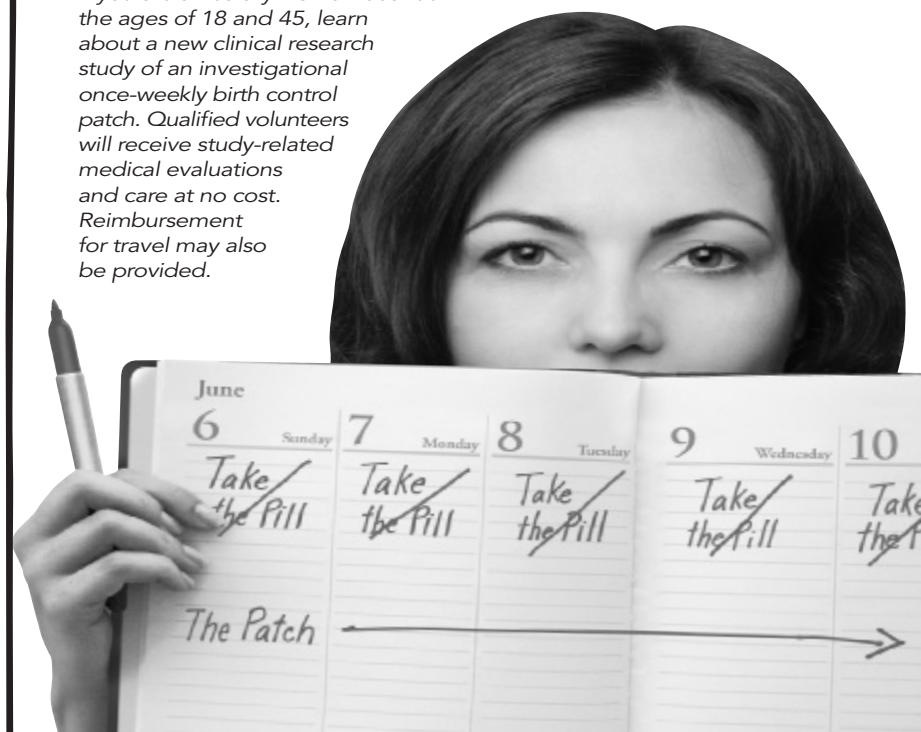 the ages of 18 and 45, learn
about a new clinical research
study of an investigational
once-weekly birth control
patch. Qualified volunteers
will receive study-related
medical evaluations
and care at no cost.
Reimbursement
for travel may also
be provided.
June
6 Sunday 7 Monday 8 Tuesday 9 Wednesday 10
Take Take Take Take Take
the Pill the Pill the Pill the Pill the
The Patch